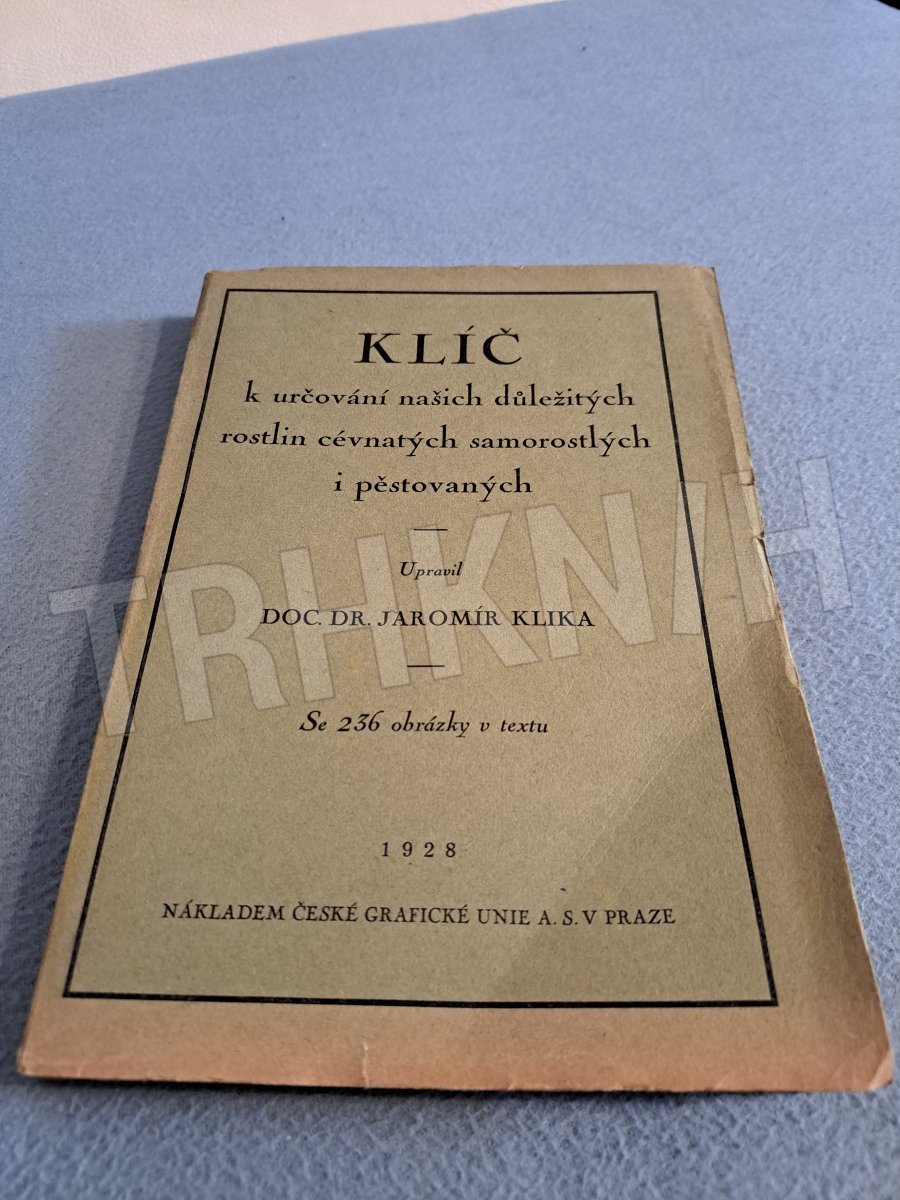 KLÍČ
k určování našich důležitých
rostlin cévnatých samorostlých
i pěstovaných
Upravil
DOC. DR. JAROMÍR KLIKA
Se 236 obrázky v textu
1928
NÁKLADEM ČESKÉ GRAFICKÉ UNIE A. S. V PRAZE
TRHKNIH